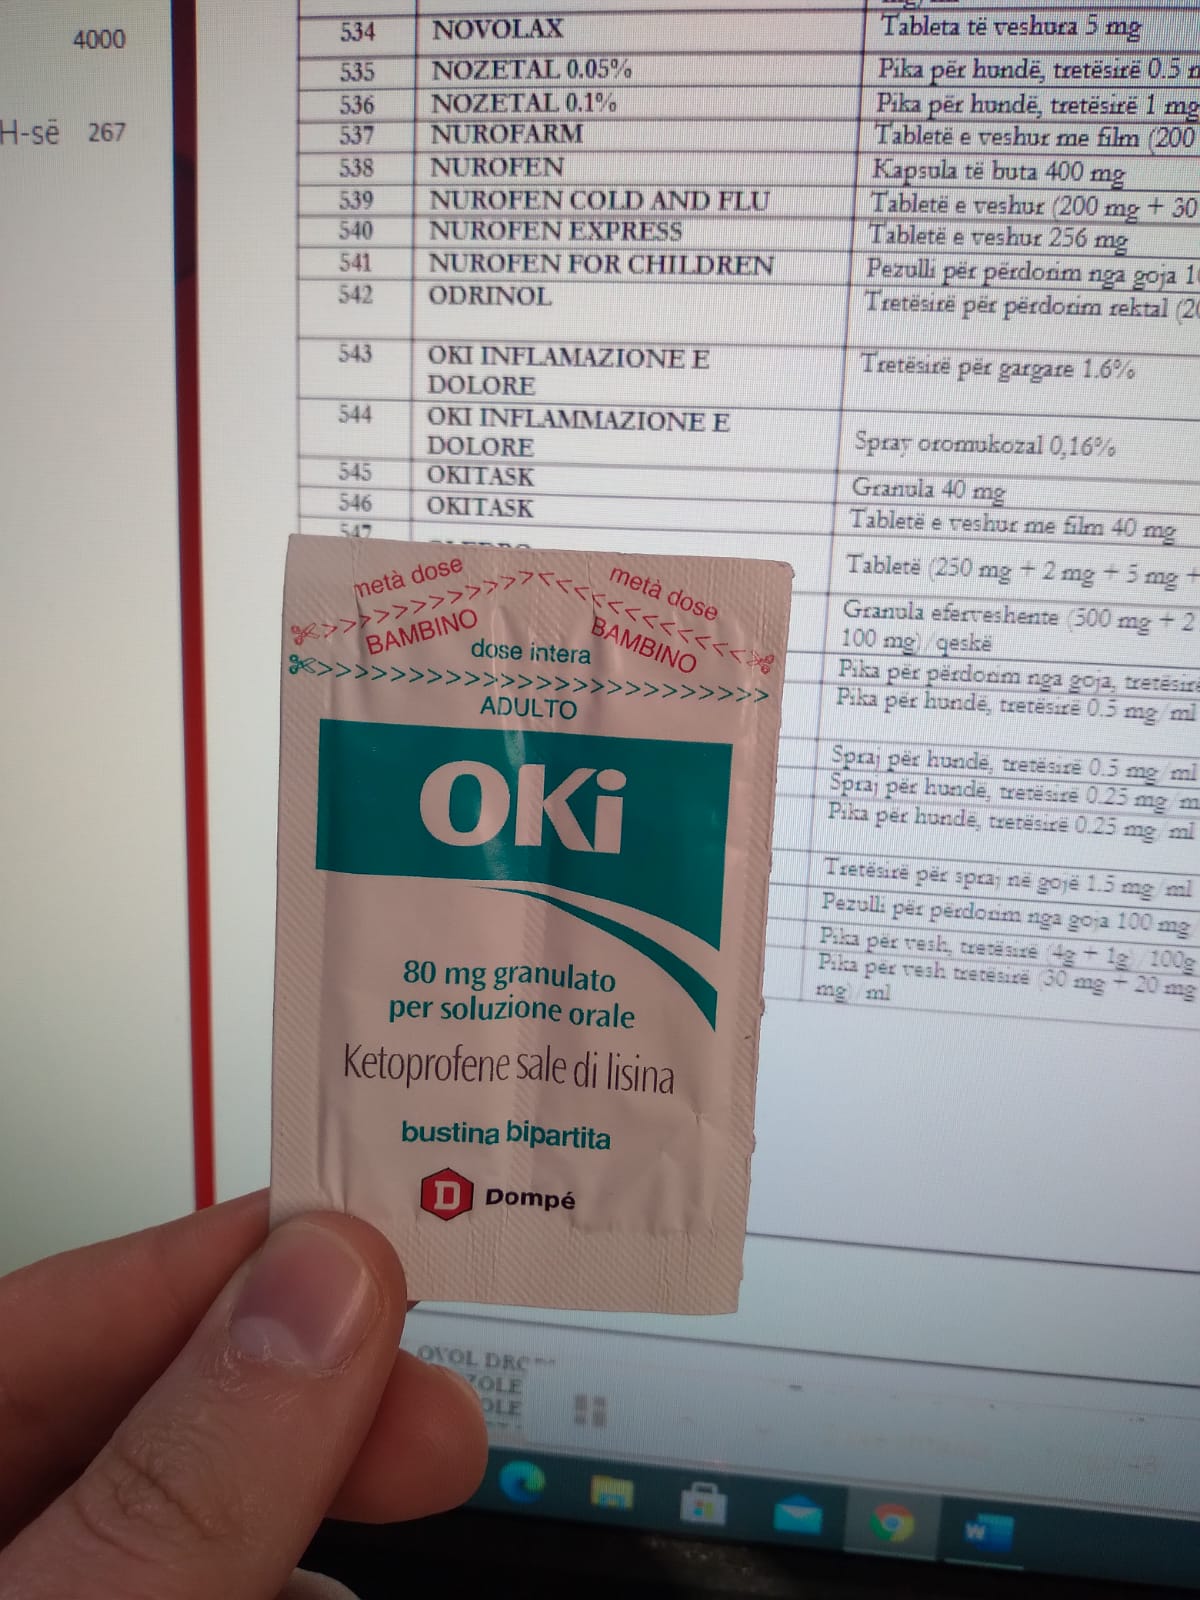 4000
H-së 267
534 NOVOLAX Tableta të veshura 5 mg
535 NOZETAL 0.05% Pika për hundë, tretësirë 0.5
536 NOZETAL 0.1% Pika për hundë, tretësirë 1 mg
537 NUROFARM Tabletë e veshur me film (200
538 NUROFEN Kapsula të buta 400 mg
539 NUROFEN COLD AND FLU Tabletë e veshur (200 mg + 30
540 NUROFEN EXPRESS Tabletë e veshur 256 mg
541 NUROFEN FOR CHILDREN Pezulli për përdorim nga goja
542 ODRINOL Tretësirë për përdorim rektal
543 OKI INFLAMAZIONE E
DOLORE Tretësirë për gargare 1.6%
544 OKI INFLAMMAZIONE E
DOLORE Spray oromukozal 0,16%
545 OKITASK Granula 40 mg
546 OKITASK Tabletë e veshur me film 40 mg
547
Tabletë (250 mg + 2 mg + 5 mg +
Granula eferveshente (500 mg + 2
100 mg)/qeskë
Pika për përdorim nga goja, tretësirë
Pika për hundë, tretësirë 0.5 mg/ml
Spraj për hundë, tretësirë 0.5 mg/ml
Spraj për hundë, tretësirë 0.25 mg/
Pika për hundë, tretësirë 0.25 mg/ml
Tretësirë për spraj në gojë 1.5 mg/ml
Pezulli për përdorim nga goja 100 mg
Pika për vesh, tretësirë (4g + 1g)/100g
Pika për vesh tretësirë (30 mg + 20 mg
mg)/ml
metà dose metà dose
BAMBINO BAMBINO
dose intera
ADULTO
OKi
80 mg granulato
per soluzione orale
Ketoprofene sale di lisina
bustina bipartita
D Dompé
OVOL
ZOLE
OLE
W